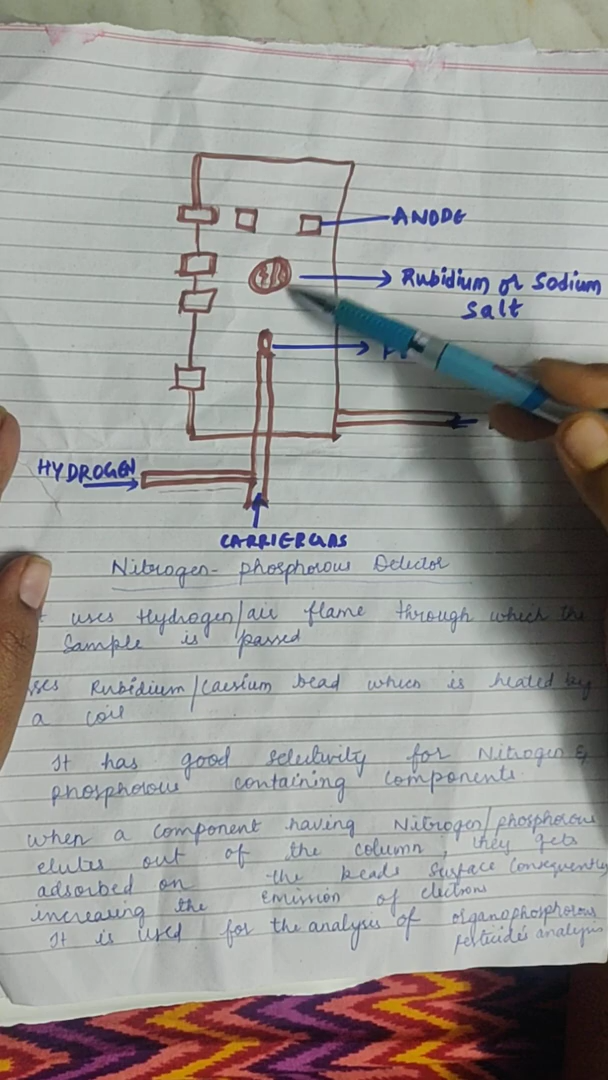 ANODE
Rubidium or Sodium
Salt
HYDROGEN
CARRIER GAS
Nitrogen- phosphorous Detector
uses Hydrogen/air flame through which the
Sample is passed
Rubidium/Caesium bead which is heated by
a coil
It has good selectivity for Nitrogen &
phosphorous containing components.
when a component having Nitrogen/phosphorous
elutes out of the column, they gets
adsorbed on the beads surface consequently
increasing the emission of electrons
It is used for the analysis of organophosphorous
pesticides analysis